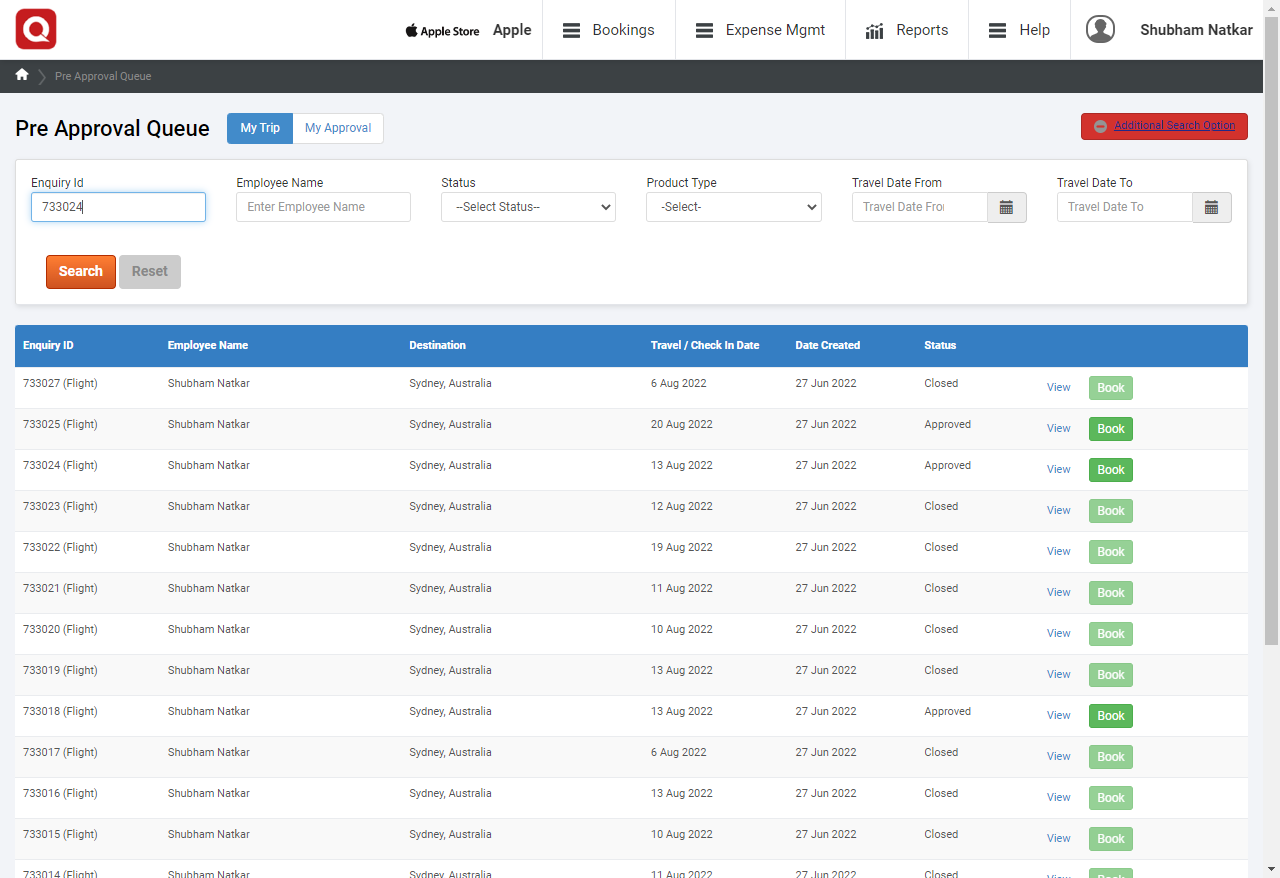 Apple Store Apple Bookings Expense Mgmt Reports Help Shubham Natkar
Pre Approval Queue
Pre Approval Queue My Trip My Approval Additional Search Option
Enquiry Id Employee Name Status Product Type Travel Date From Travel Date To
733024 Enter Employee Name --Select Status-- -Select- Travel Date Fro Travel Date To
Search Reset
Enquiry ID Employee Name Destination Travel / Check In Date Date Created Status
733027 (Flight) Shubham Natkar Sydney, Australia 6 Aug 2022 27 Jun 2022 Closed View Book
733025 (Flight) Shubham Natkar Sydney, Australia 20 Aug 2022 27 Jun 2022 Approved View Book
733024 (Flight) Shubham Natkar Sydney, Australia 13 Aug 2022 27 Jun 2022 Approved View Book
733023 (Flight) Shubham Natkar Sydney, Australia 12 Aug 2022 27 Jun 2022 Closed View Book
733022 (Flight) Shubham Natkar Sydney, Australia 19 Aug 2022 27 Jun 2022 Closed View Book
733021 (Flight) Shubham Natkar Sydney, Australia 11 Aug 2022 27 Jun 2022 Closed View Book
733020 (Flight) Shubham Natkar Sydney, Australia 10 Aug 2022 27 Jun 2022 Closed View Book
733019 (Flight) Shubham Natkar Sydney, Australia 13 Aug 2022 27 Jun 2022 Closed View Book
733018 (Flight) Shubham Natkar Sydney, Australia 13 Aug 2022 27 Jun 2022 Approved View Book
733017 (Flight) Shubham Natkar Sydney, Australia 6 Aug 2022 27 Jun 2022 Closed View Book
733016 (Flight) Shubham Natkar Sydney, Australia 13 Aug 2022 27 Jun 2022 Closed View Book
733015 (Flight) Shubham Natkar Sydney, Australia 10 Aug 2022 27 Jun 2022 Closed View Book
733014 (Flight) Shubham Natkar Sydney, Australia 11 Aug 2022 27 Jun 2022 Closed View Book